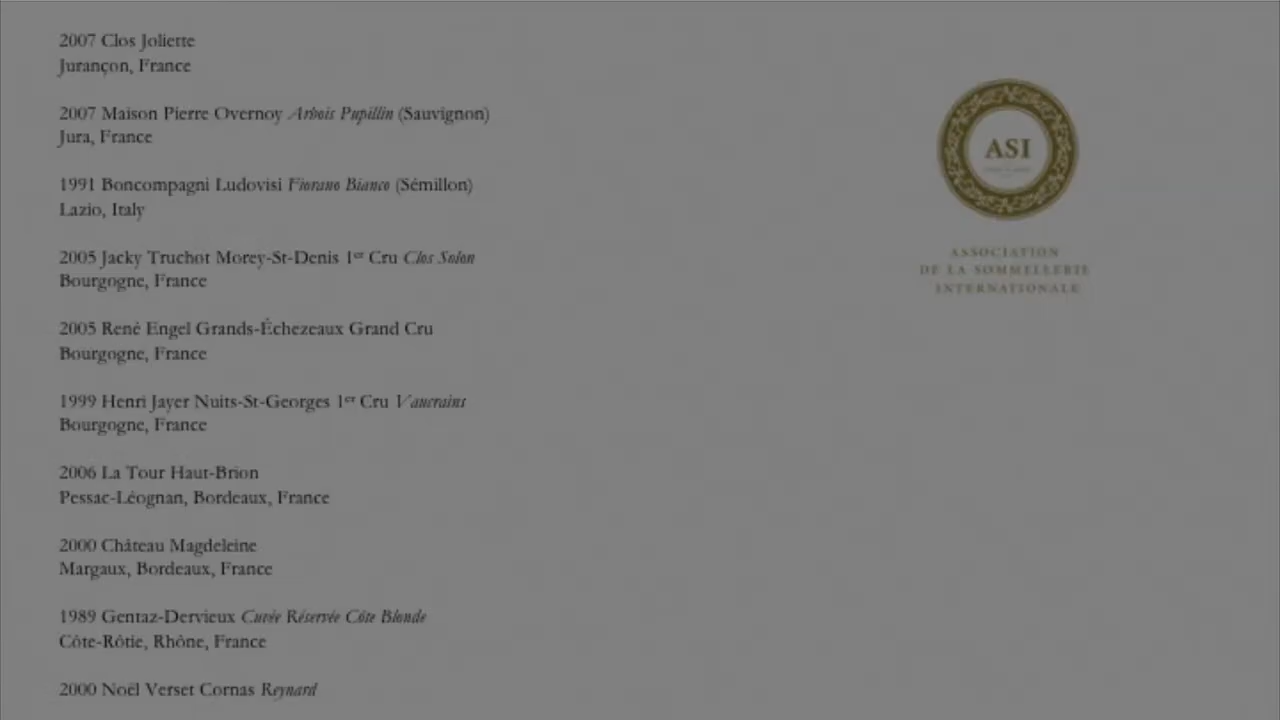 2007 Clos Joliette
Jurançon, France
2007 Maison Pierre Overnoy Arbois Pupillin (Sauvignon)
Jura, France
1991 Boncompagni Ludovisi Fiorano Bianco (Sémillon)
Lazio, Italy
2005 Jacky Truchot Morey-St-Denis 1er Cru Clos Solon
Bourgogne, France
2005 René Engel Grands-Échezeaux Grand Cru
Bourgogne, France
1999 Henri Jayer Nuits-St-Georges 1er Cru Vaucrains
Bourgogne, France
2006 La Tour Haut-Brion
Pessac-Léognan, Bordeaux, France
2000 Château Magdeleine
Margaux, Bordeaux, France
1989 Gentaz-Dervieux Cuvée Réservée Côte Blonde
Côte-Rôtie, Rhône, France
2000 Noël Verset Cornas Reynard
ASI
ASSOCIATION
DE LA SOMMELLERIE
INTERNATIONALE